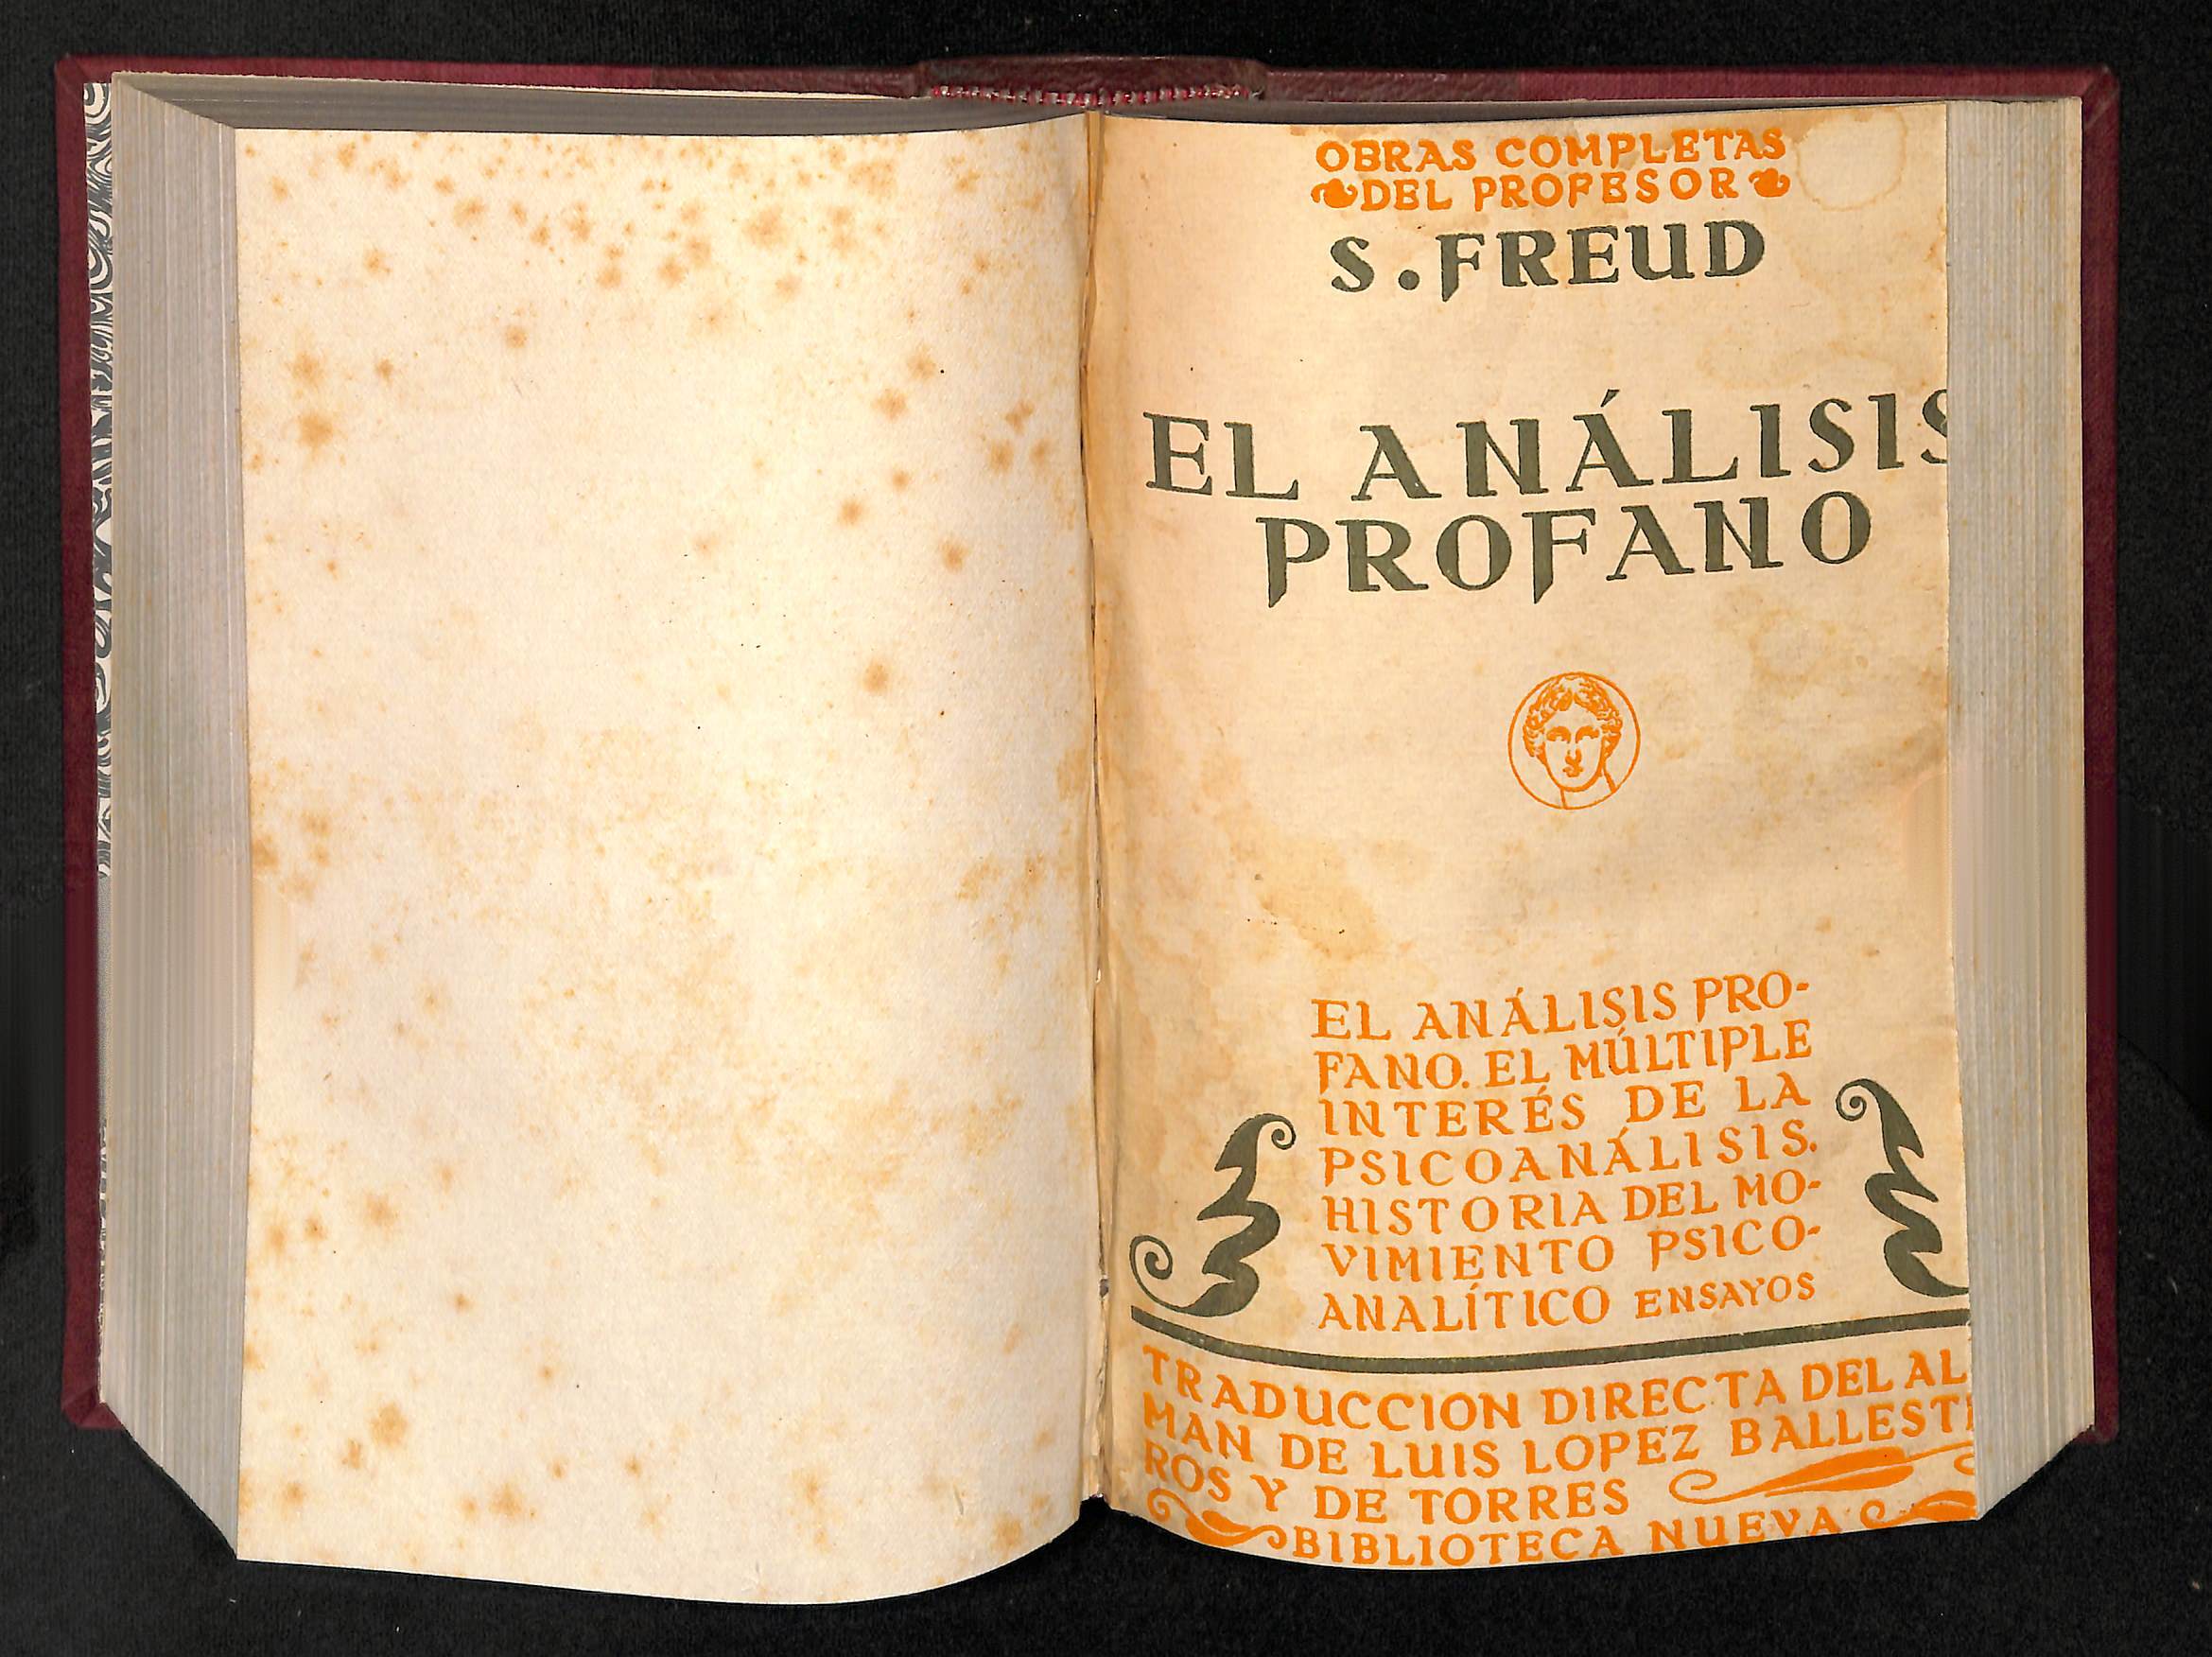 OBRAS COMPLETAS
DEL PROFESOR
S. FREUD
EL ANÁLISIS
PROFANO
EL ANÁLISIS PRO-
FANO. EL MÚLTIPLE
INTERÉS DE LA
PSICOANÁLISIS.
HISTORIA DEL MO-
VIMIENTO PSICO-
ANALÍTICO ENSAYOS
TRADUCCION DIRECTA DEL AL
MAN DE LUIS LOPEZ BALLEST
ROS Y DE TORRES
BIBLIOTECA NUEVA